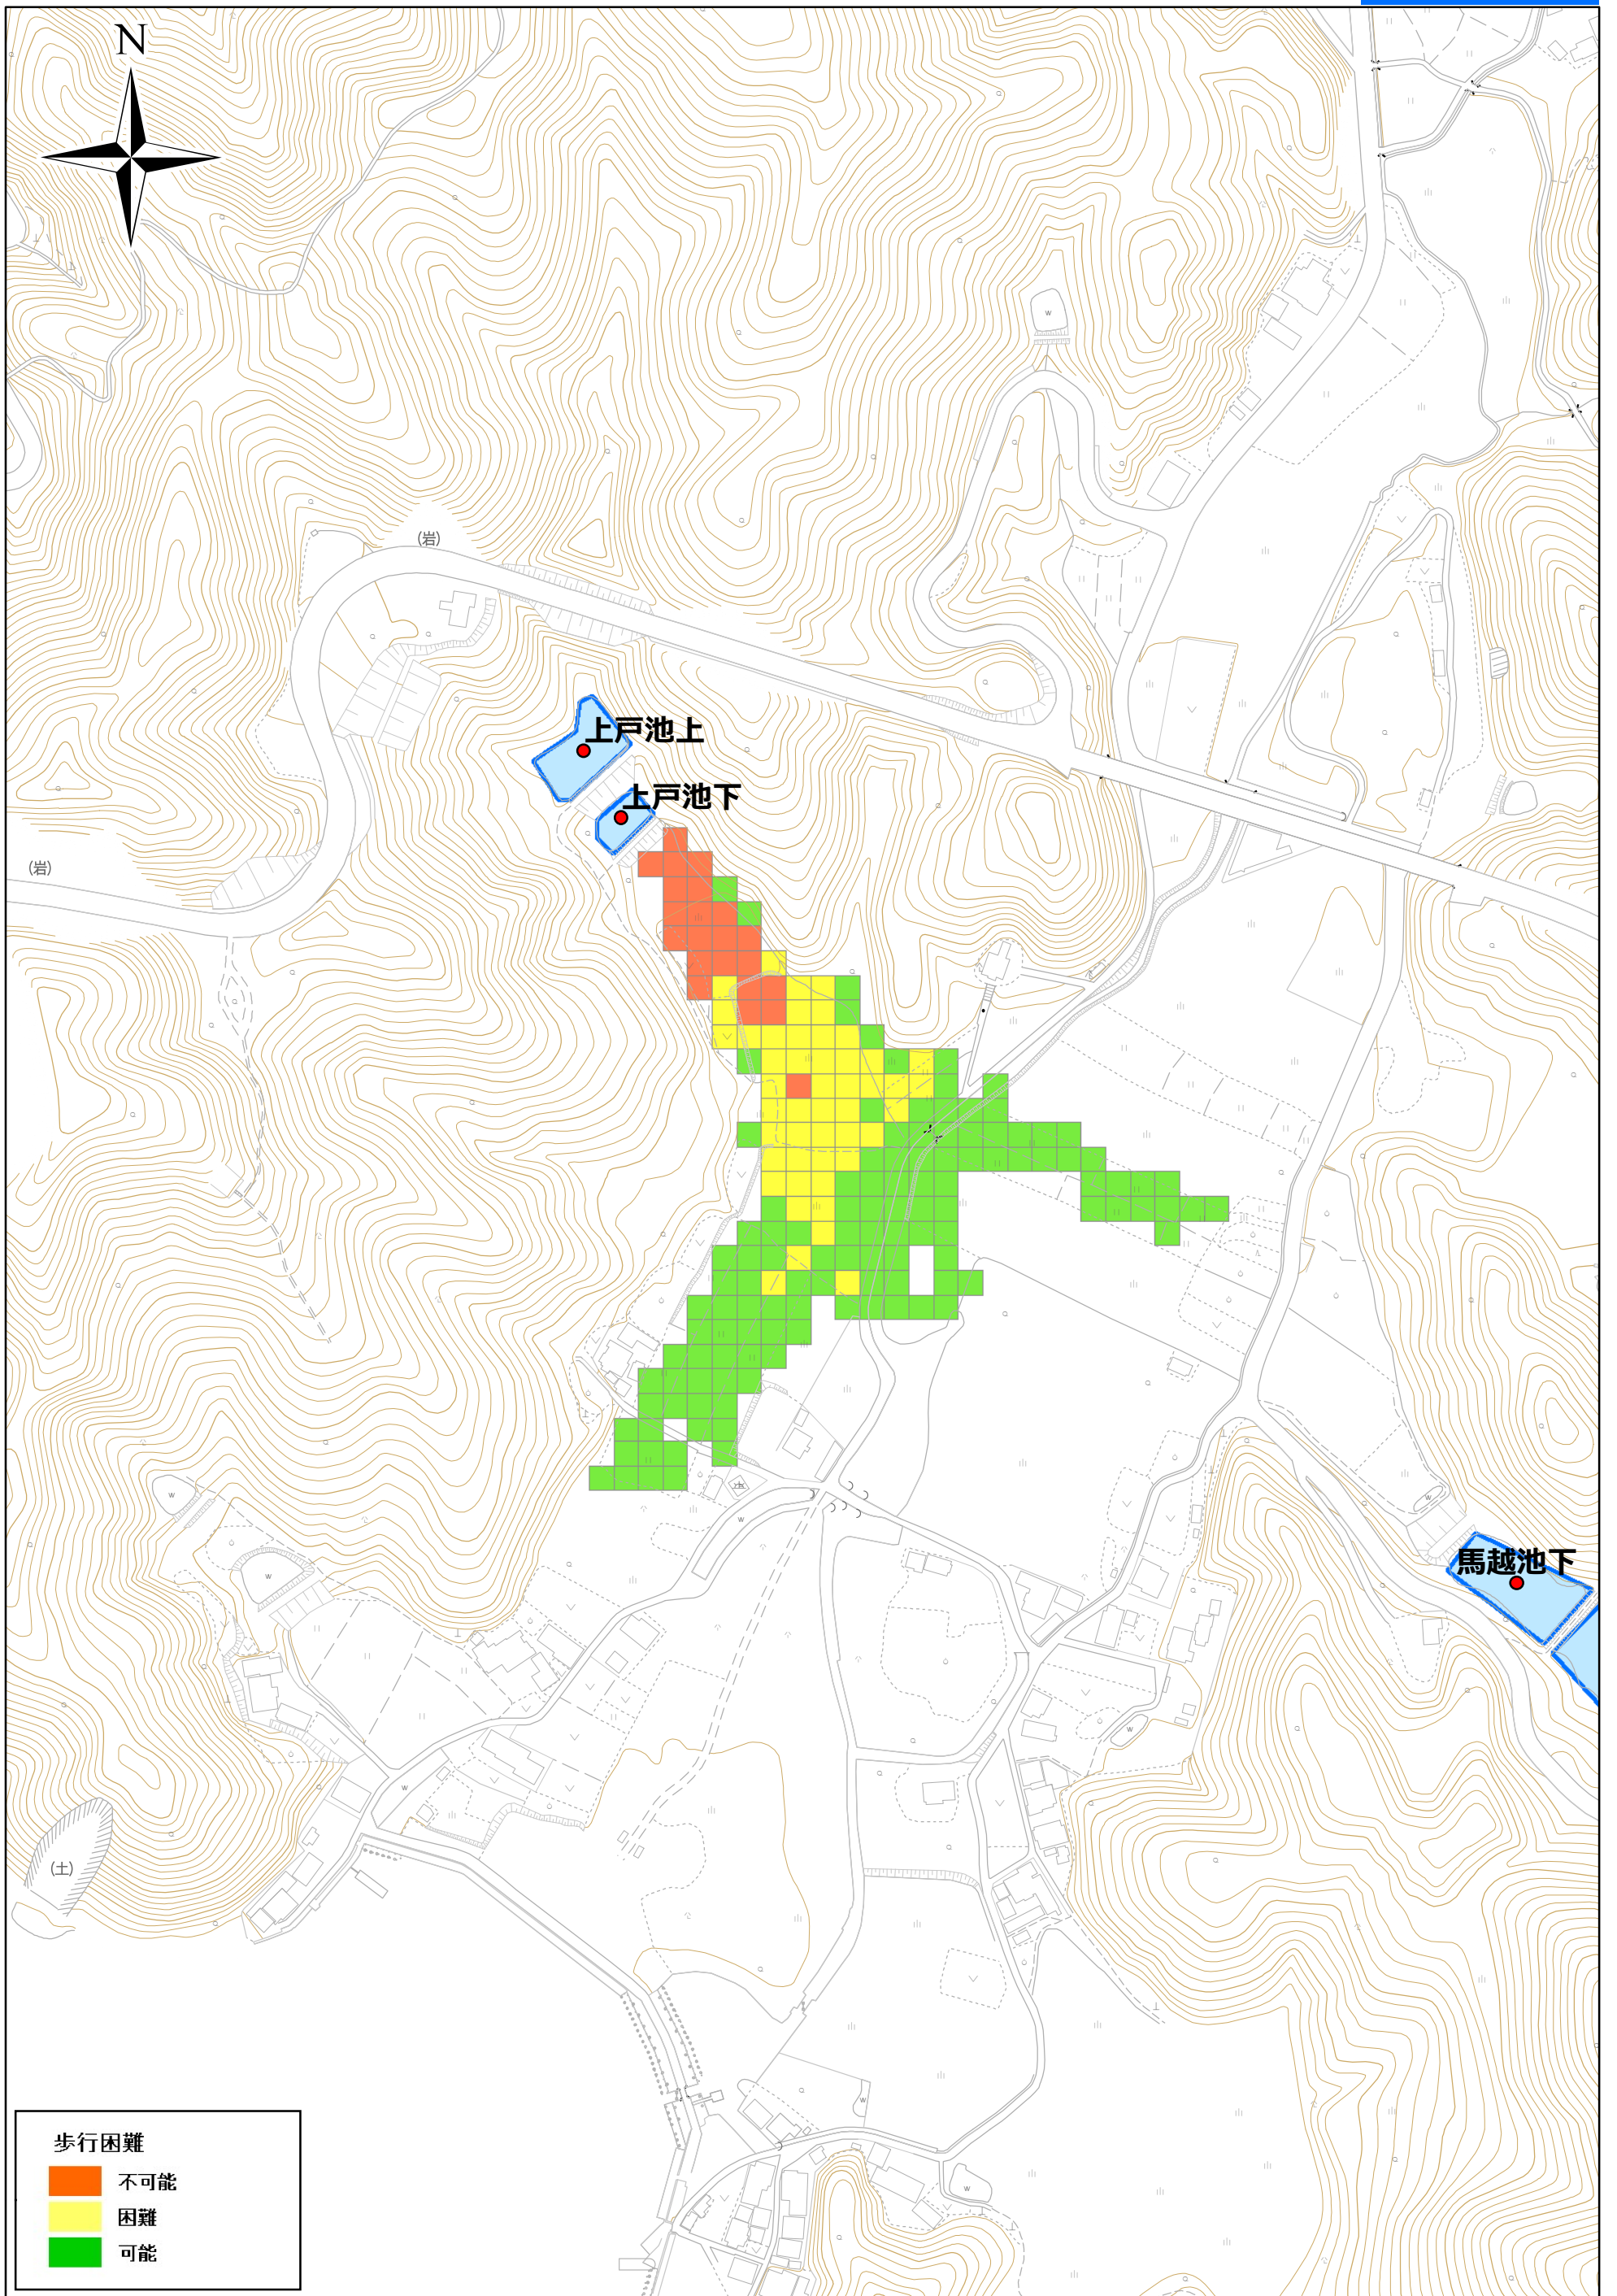 N
(岩)
上戸池上
上戸池下
(岩)
馬越池下
(土)
歩行困難
不可能
困難
可能